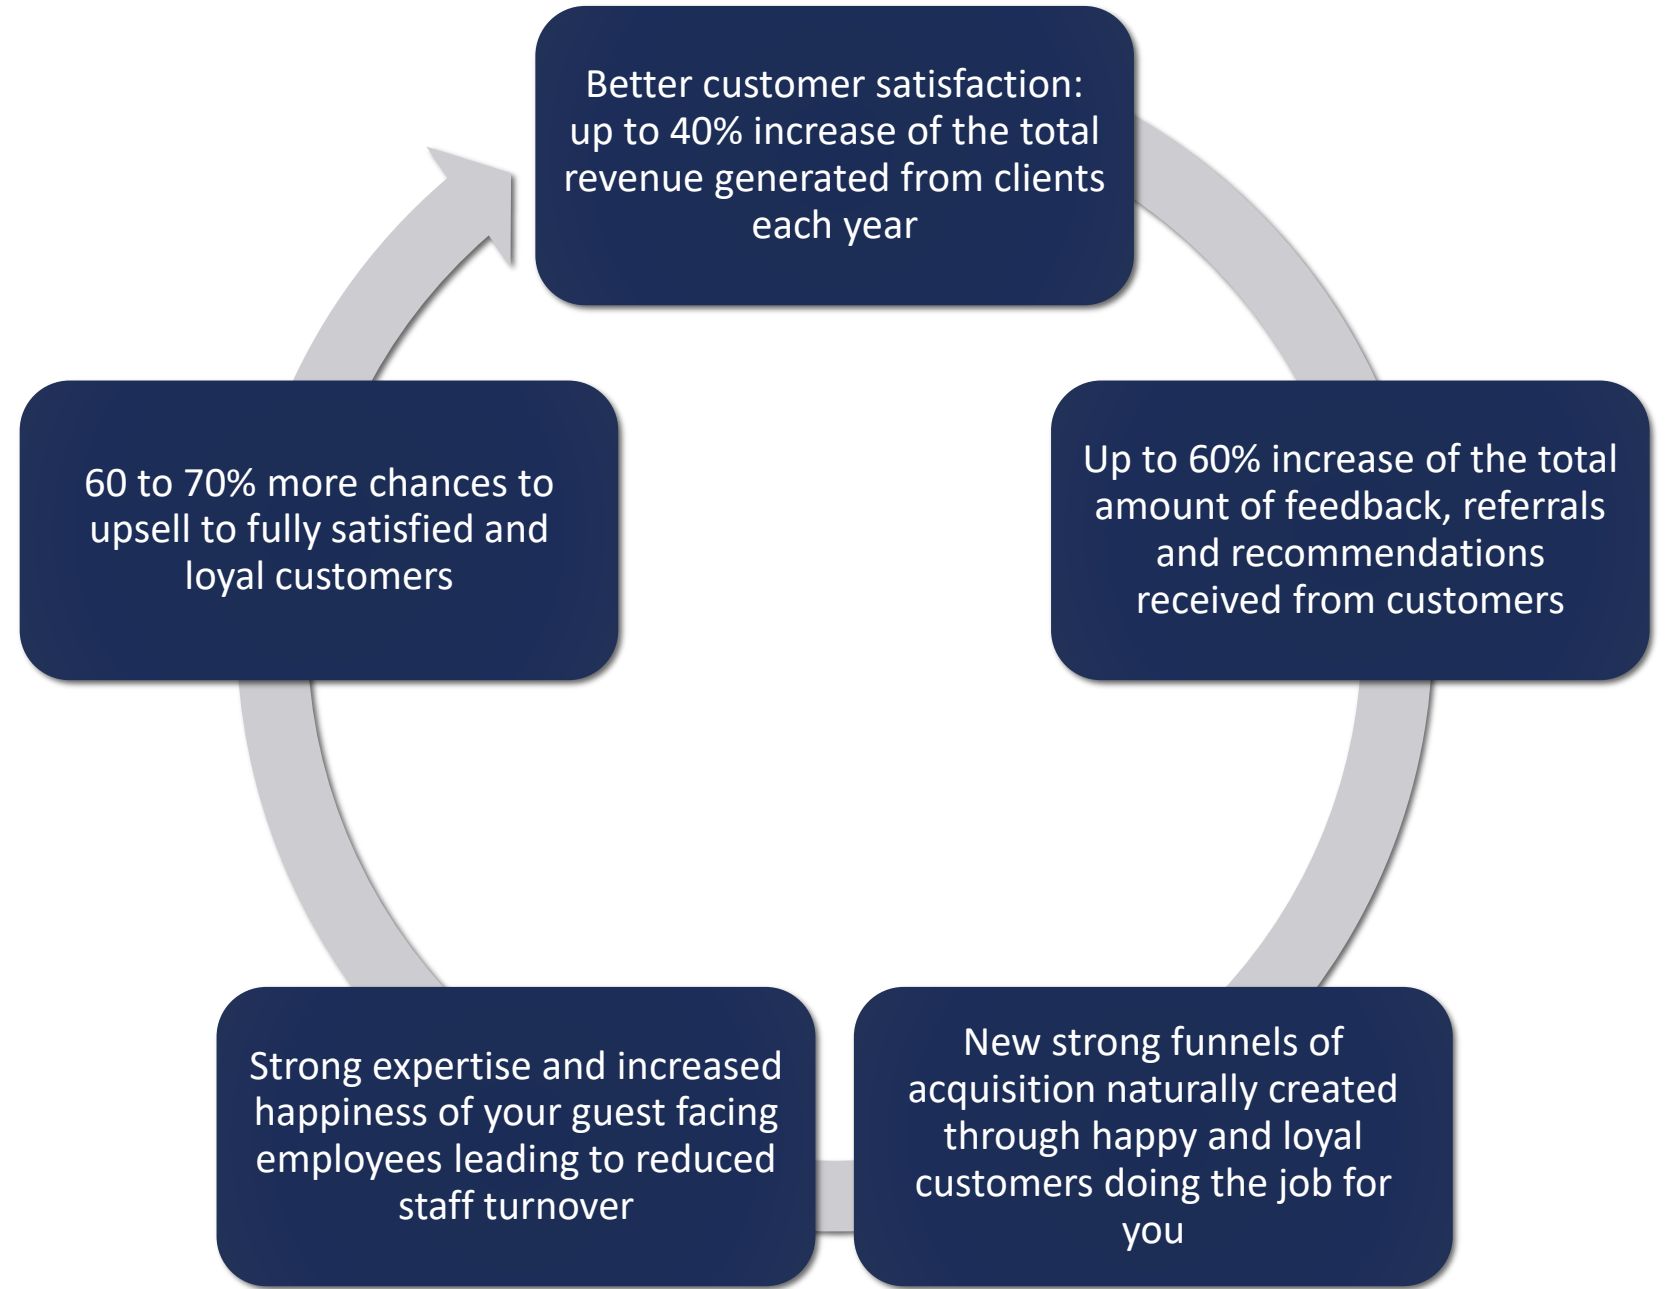 Better customer satisfaction:
up to 40% increase of the total
revenue generated from clients
each year
Up to 60% increase of the total
amount of feedback, referrals
and recommendations
received from customers
New strong funnels of
acquisition naturally created
through happy and loyal
customers doing the job for
you
Strong expertise and increased
happiness of your guest facing
employees leading to reduced
staff turnover
60 to 70% more chances to
upsell to fully satisfied and
loyal customers